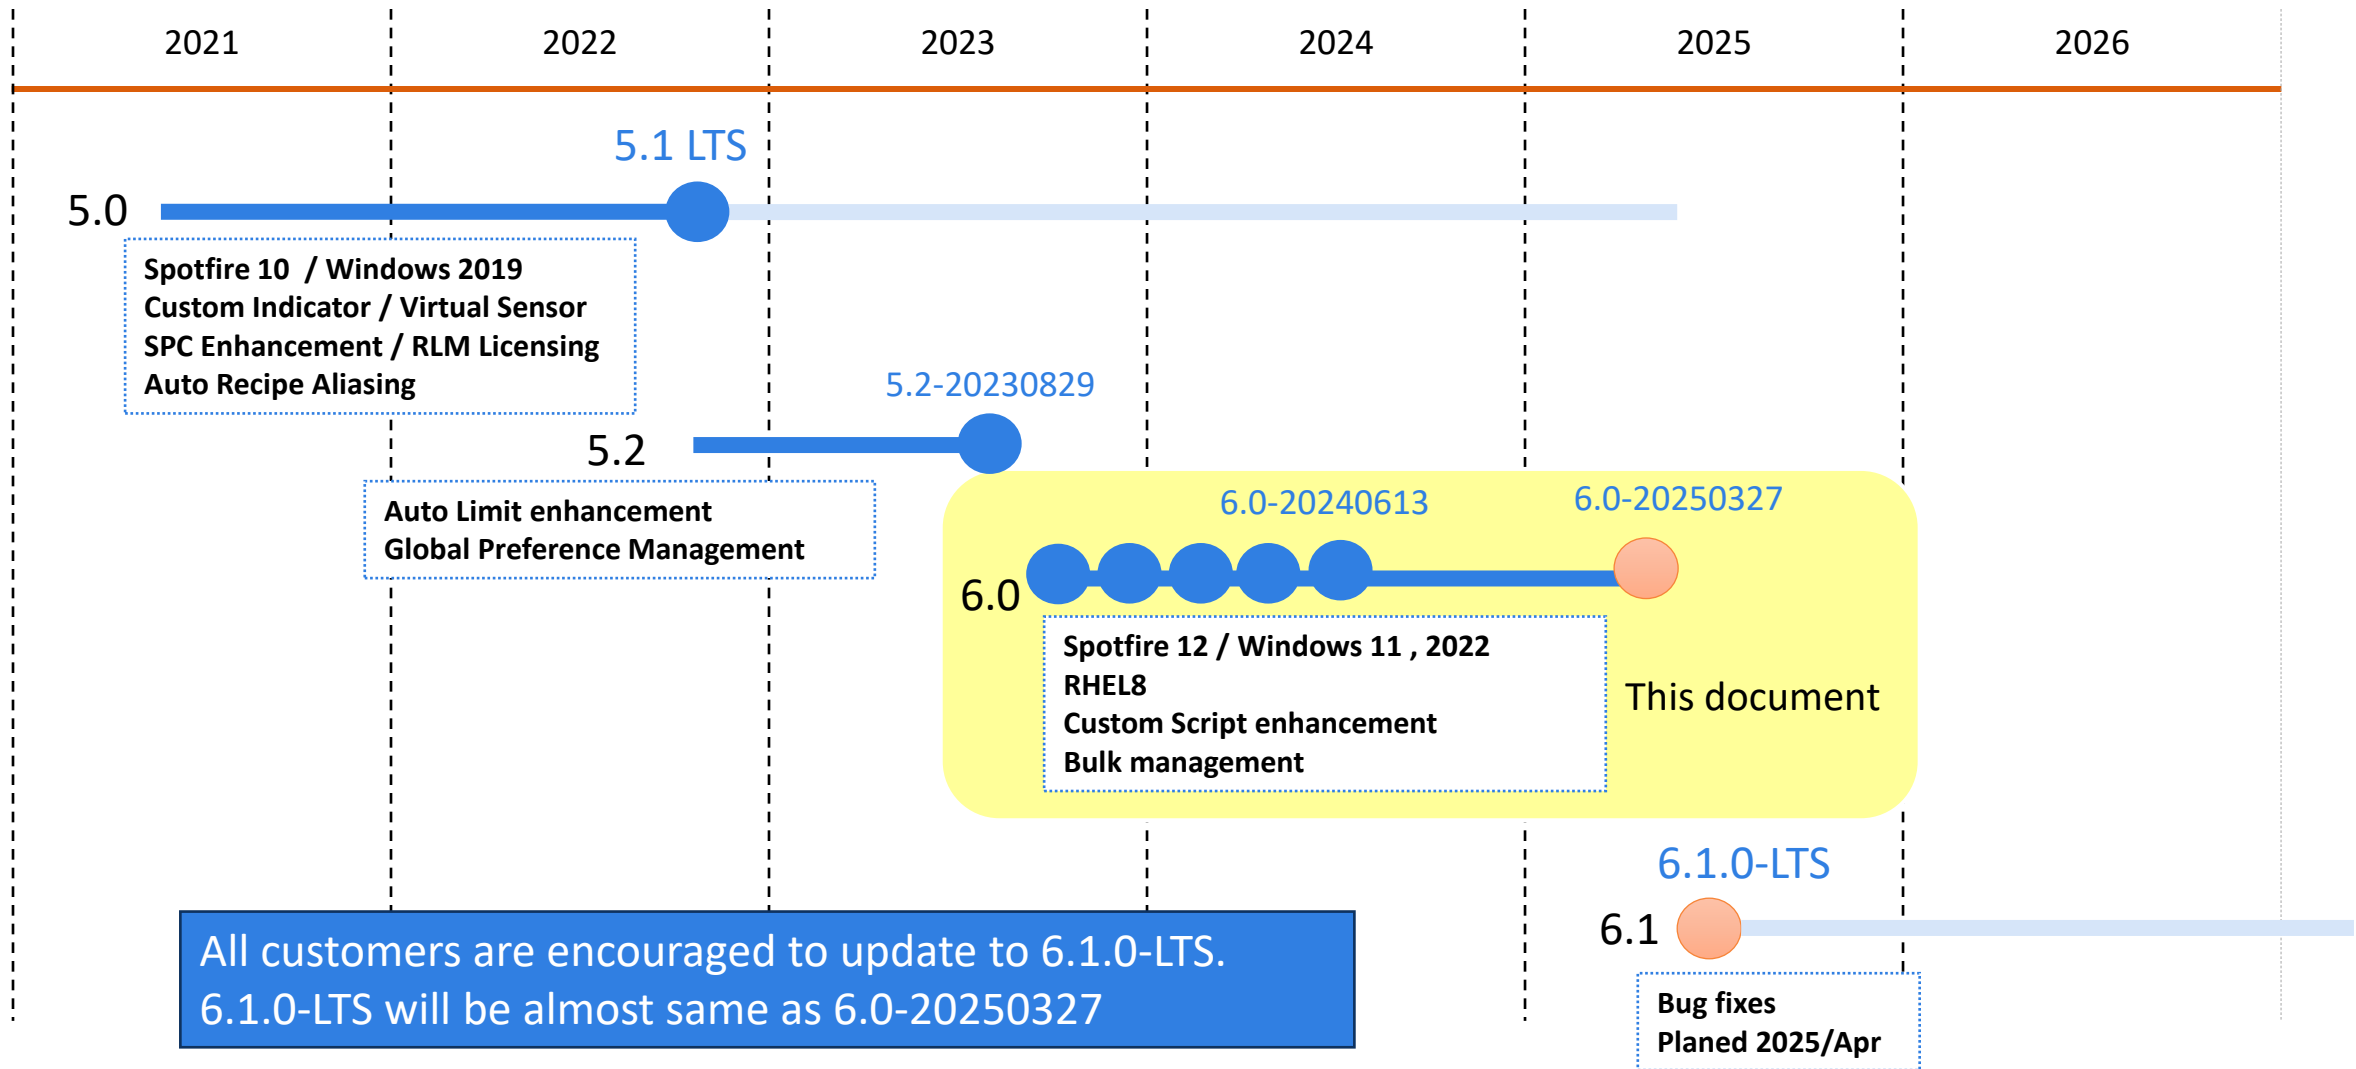 2021
2022
2023
2024
2025
2026
5.1 LTS
5.0
Spotfire 10 / Windows 2019
Custom Indicator / Virtual Sensor
SPC Enhancement / RLM Licensing
Auto Recipe Aliasing
5.2-20230829
5.2
Auto Limit enhancement
Global Preference Management
6.0-20240613
6.0-20250327
6.0
Spotfire 12 / Windows 11 , 2022
RHEL8
Custom Script enhancement
Bulk management
This document
6.1.0-LTS
6.1
Bug fixes
Planed 2025/Apr
All customers are encouraged to update to 6.1.0-LTS.
6.1.0-LTS will be almost same as 6.0-20250327